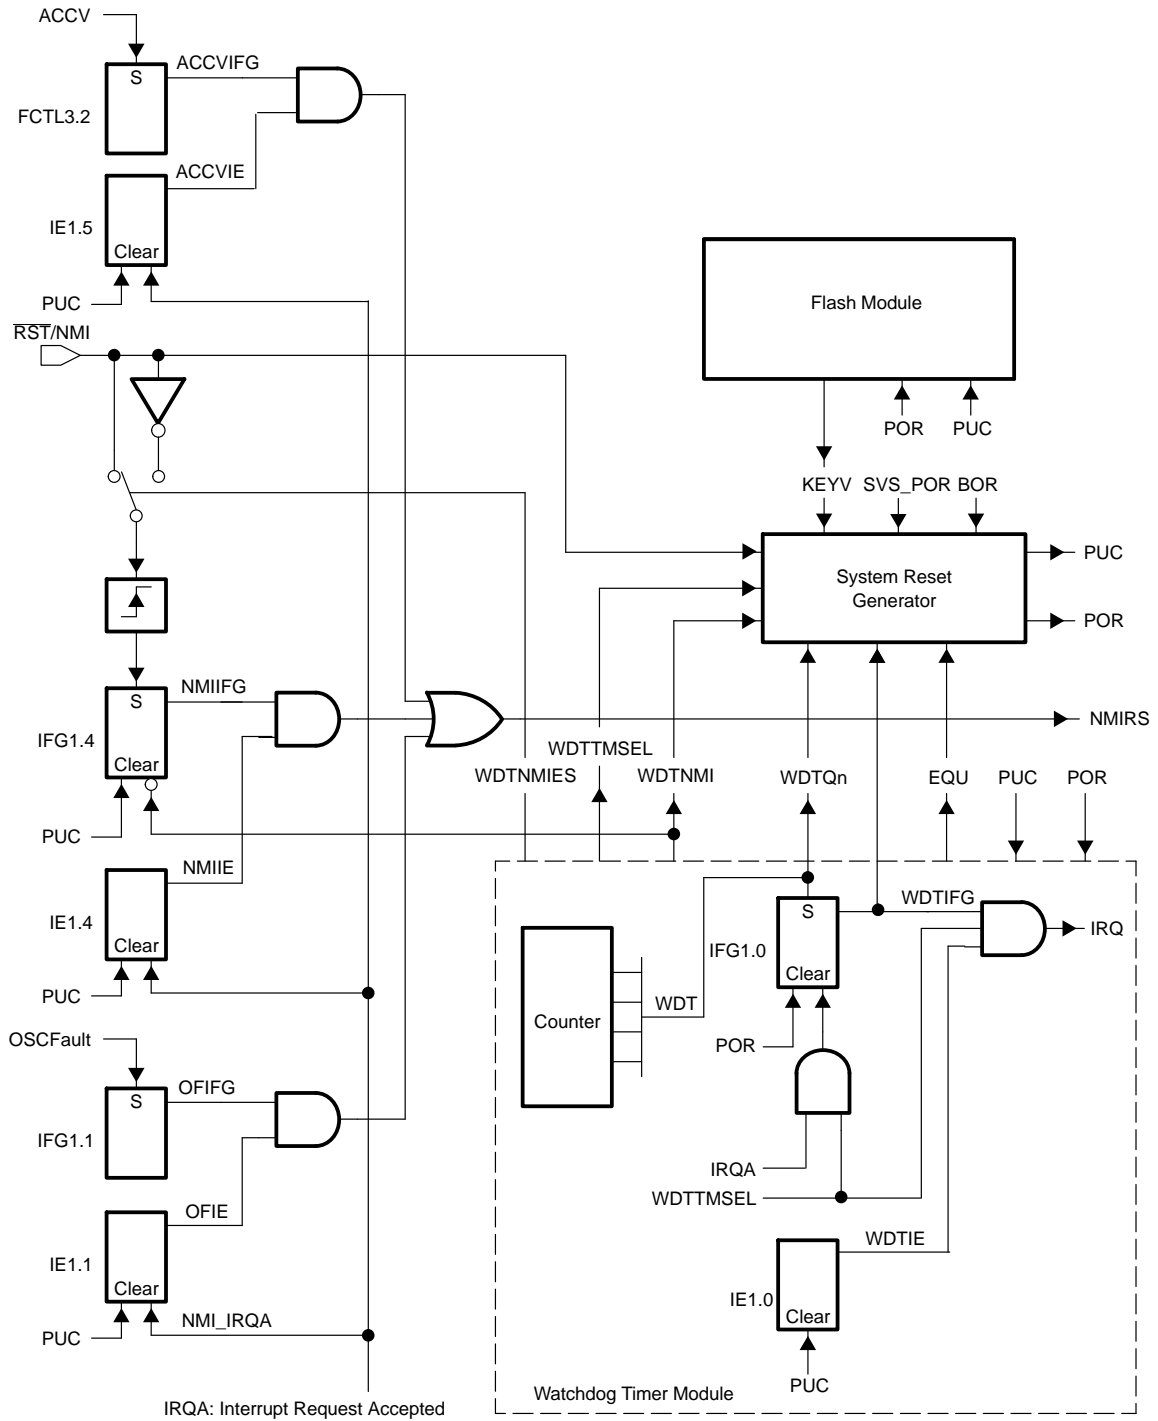 ACCV
S
ACCVIFG
FCTL3.2
ACCVIE
IE1.5
Clear
PUC
RST/NMI
Flash Module
POR
PUC
KEYV
SVS_POR
BOR
System Reset
Generator
PUC
POR
S
NMIIFG
IFG1.4
Clear
NMIRS
WDTTMSEL
WDTNMIES
WDTNMI
WDTQn
EQU
PUC
POR
PUC
NMIIE
IE1.4
Clear
PUC
S
WDTIFG
IRQ
IFG1.0
Clear
Counter
WDT
POR
OSCFault
S
OFIFG
IFG1.1
IRQA
WDTTMSEL
OFIE
IE1.1
Clear
WDTIE
IE1.0
Clear
NMI_IRQA
PUC
PUC
Watchdog Timer Module
IRQA: Interrupt Request Accepted